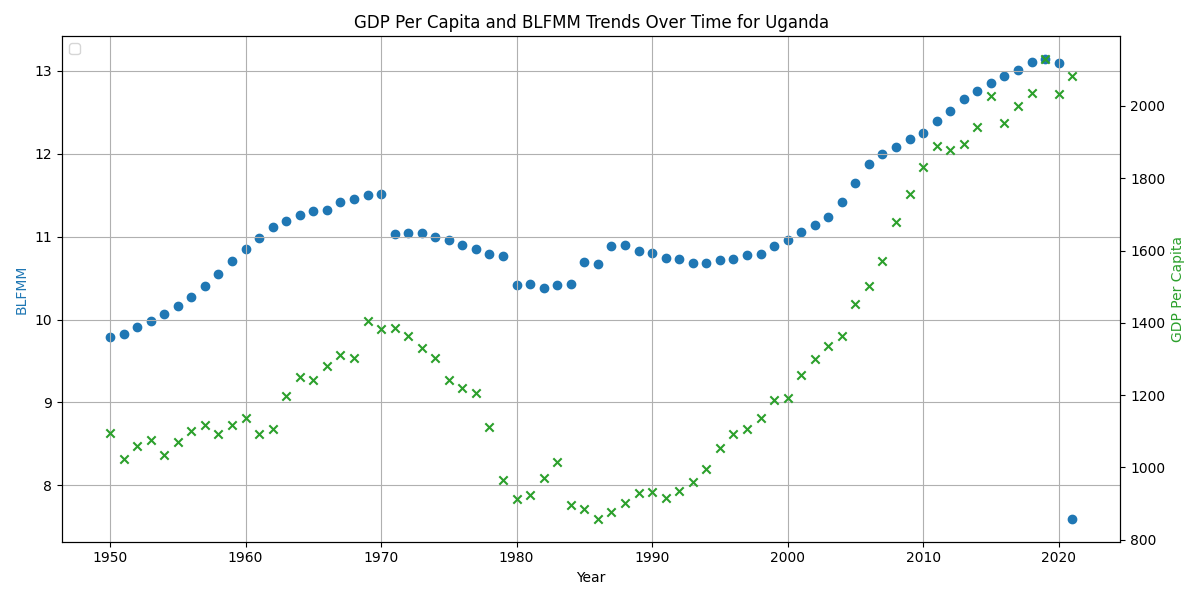 GDP Per Capita and BLFMM Trends Over Time for Uganda
13
12
11
10
9
8
BLFMM
2000
1800
1600
1400
1200
1000
800
GDP Per Capita
1950 1960 1970 1980 1990 2000 2010 2020
Year